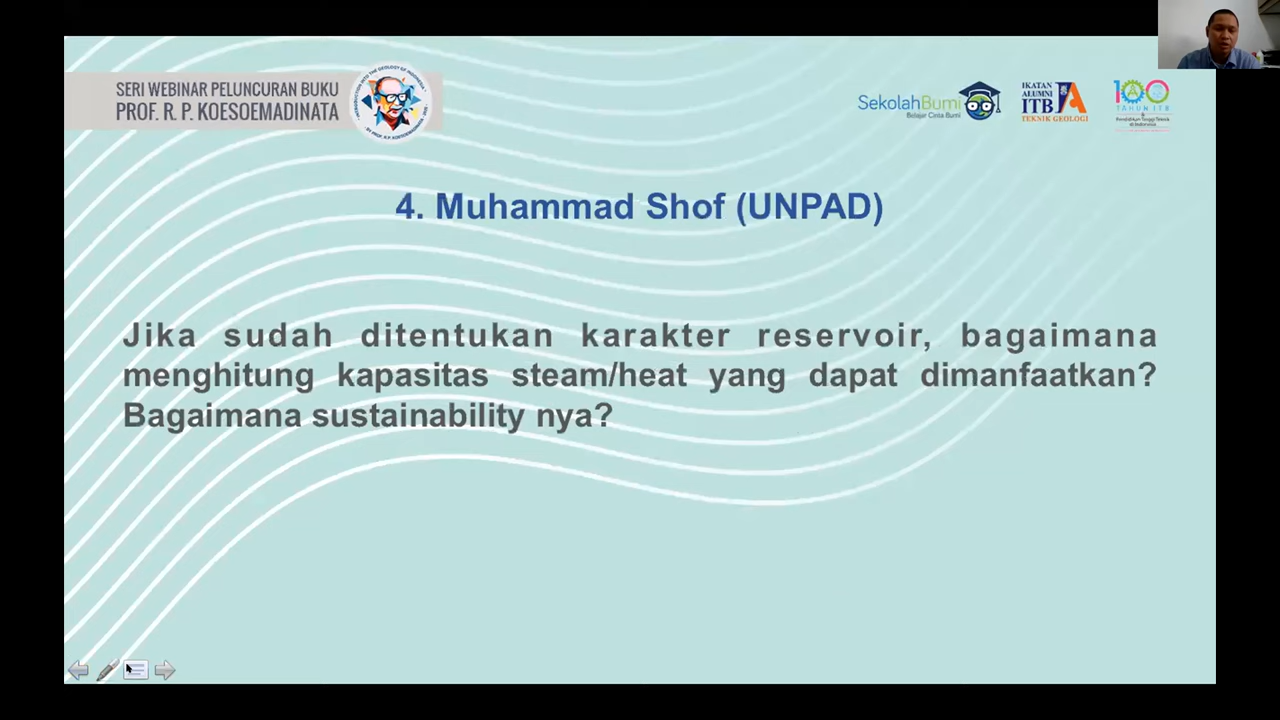 SERI WEBINAR PELUNCURAN BUKU
PROF. R. P. KOESOEMADINATA
SekolahBumi
Belajar Cinta Bumi
IKATAN
ALUMNI
ITB
TEKNIK GEOLOGI
100
TAHUN ITB
&
Pendidikan Tinggi Teknik
di Indonesia
4. Muhammad Shof (UNPAD)
Jika sudah ditentukan karakter reservoir, bagaimana
menghitung kapasitas steam/heat yang dapat dimanfaatkan?
Bagaimana sustainability nya?